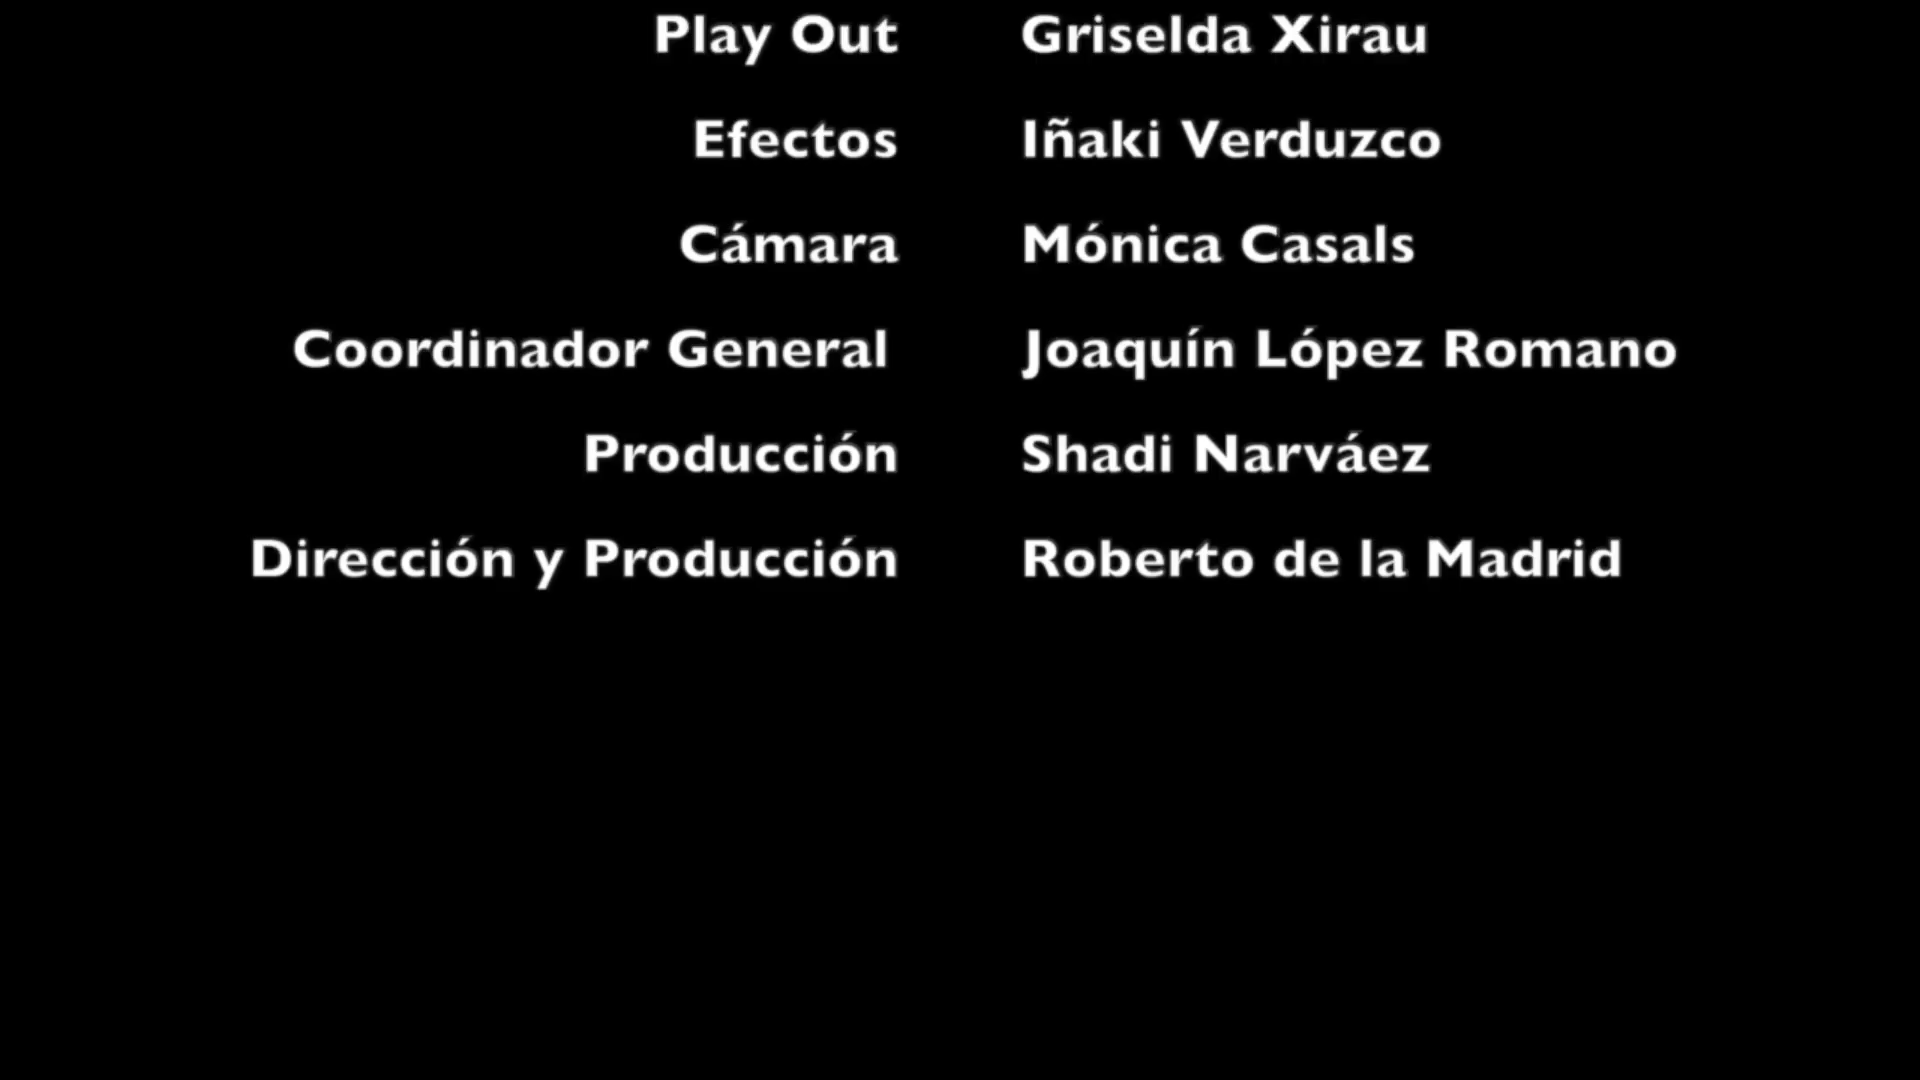 Play Out Griselda Xirau
Efectos Iñaki Verduzco
Cámara Mónica Casals
Coordinador General Joaquín López Romano
Producción Shadi Narváez
Dirección y Producción Roberto de la Madrid